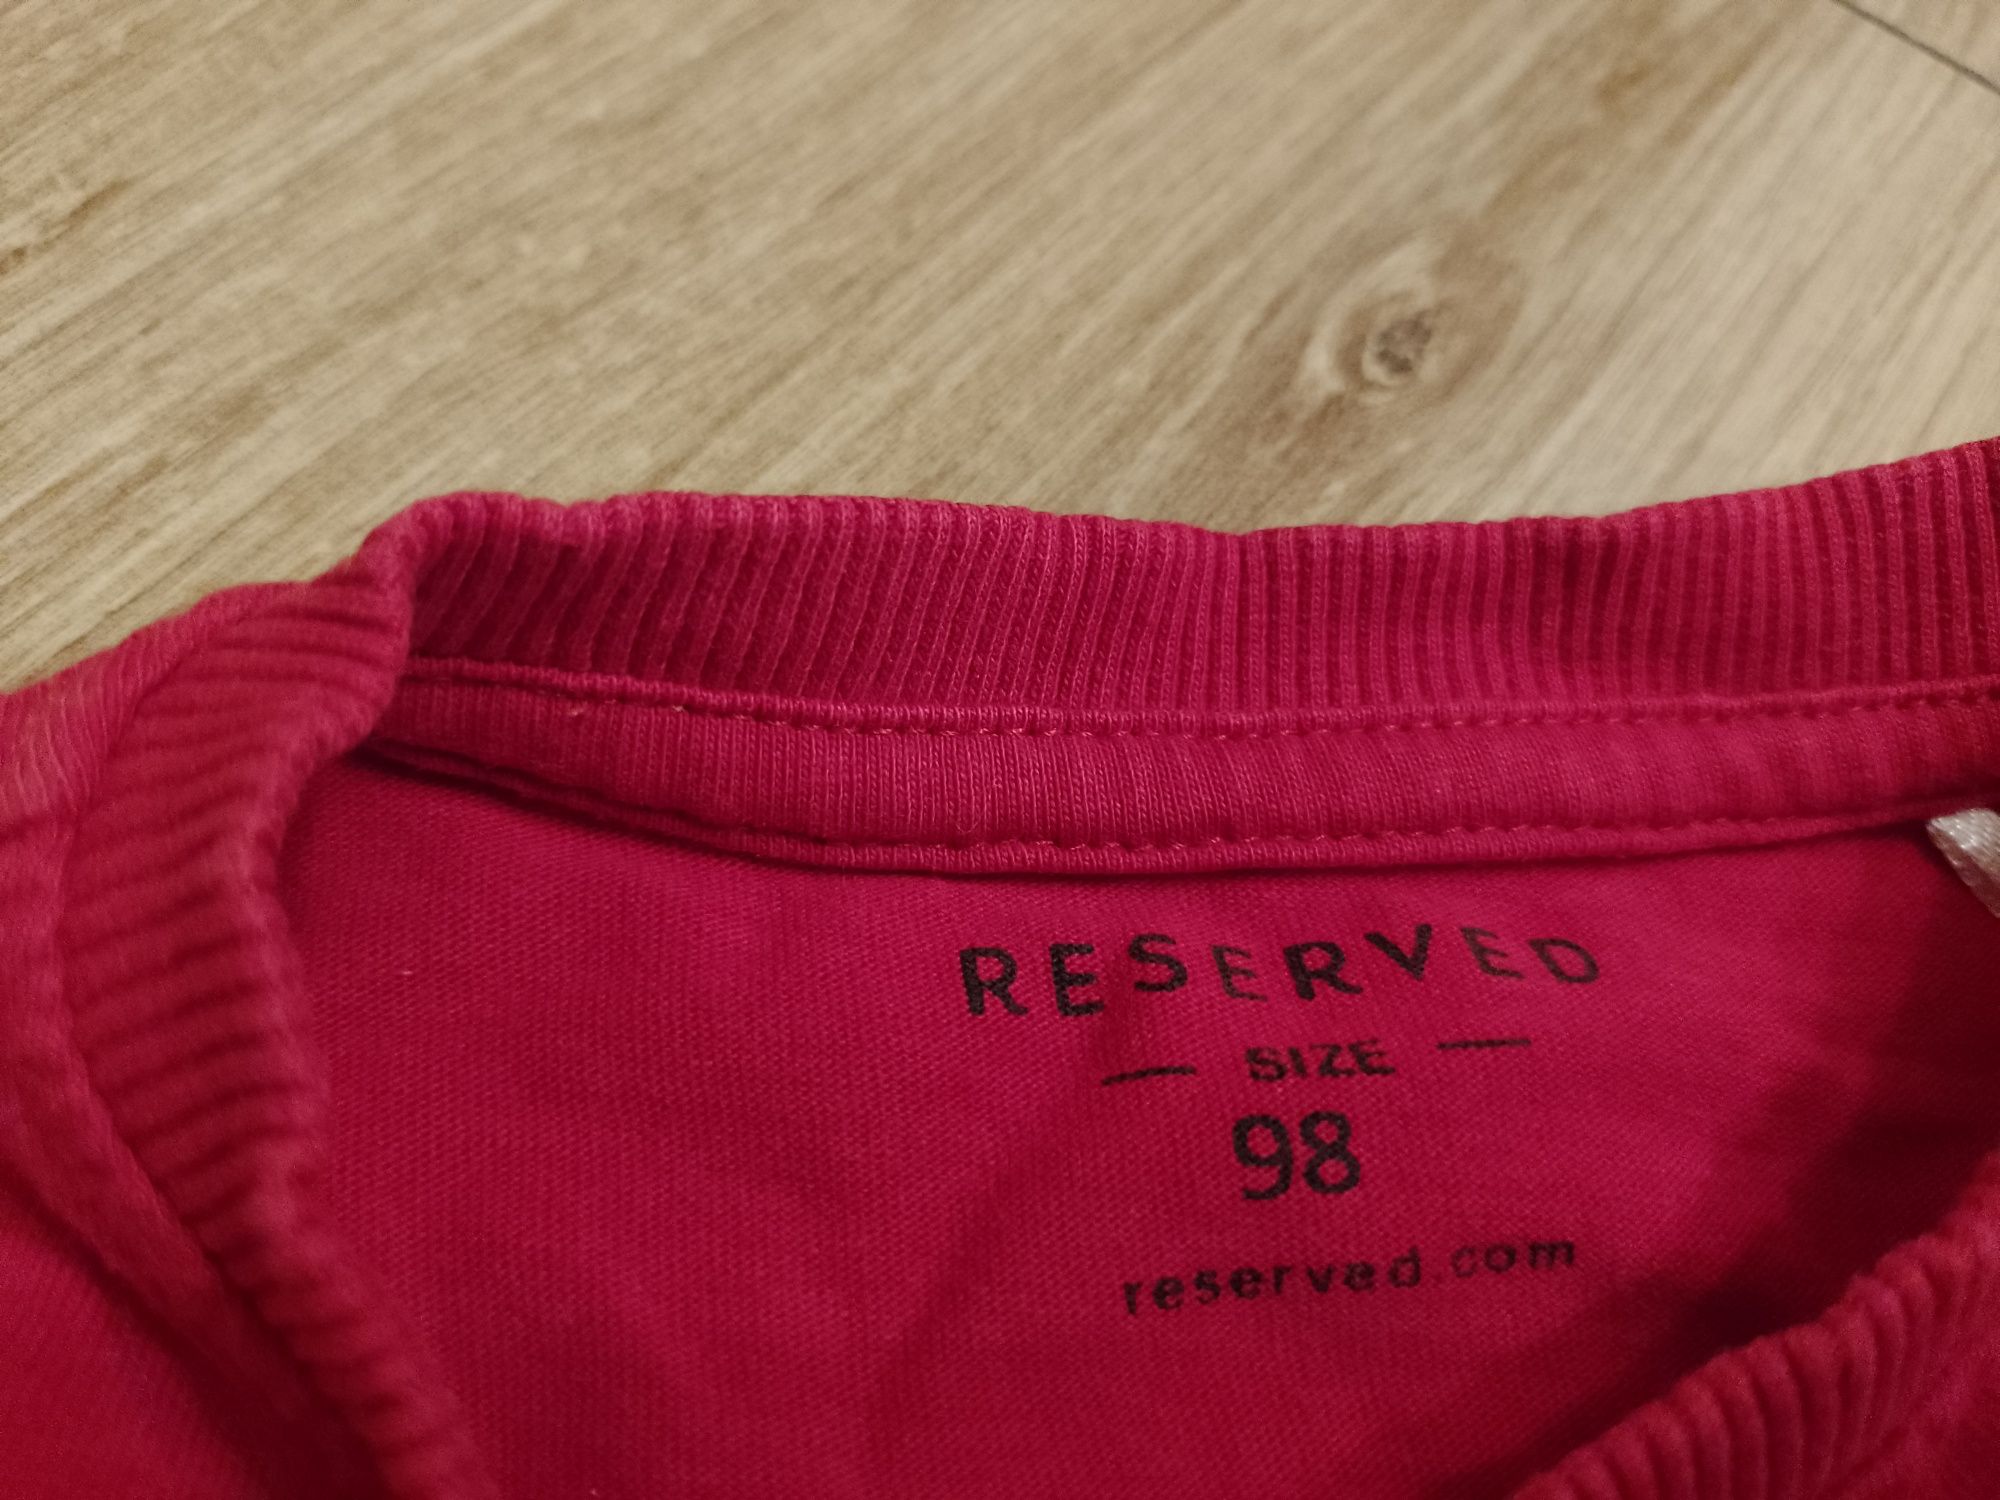 RESERVED
— SIZE —
98
reserved.com